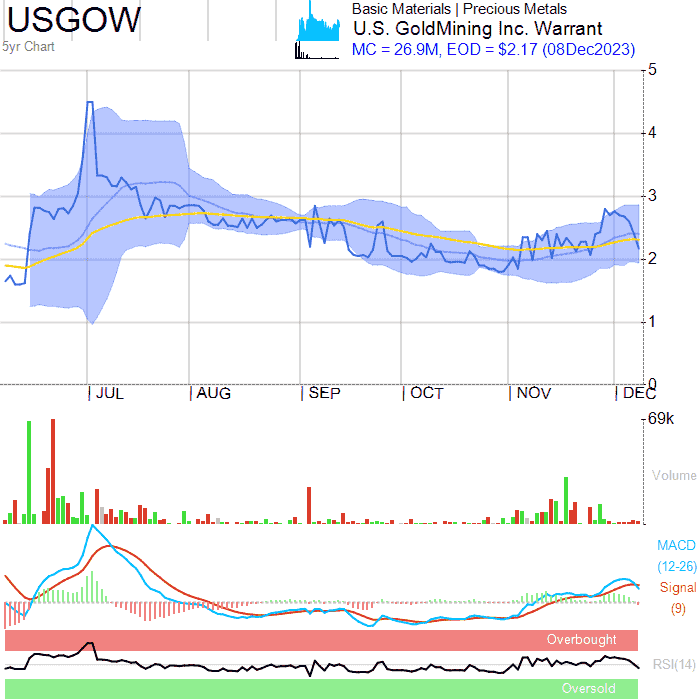 USGOW
5yr Chart
Basic Materials | Precious Metals
U.S. GoldMining Inc. Warrant
MC = 26.9M, EOD = $2.17 (08Dec2023)
5
4
3
2
1
0
JUL AUG SEP OCT NOV DEC
69k
Volume
MACD
(12-26)
Signal
(9)
Overbought
RSI(14)
Oversold